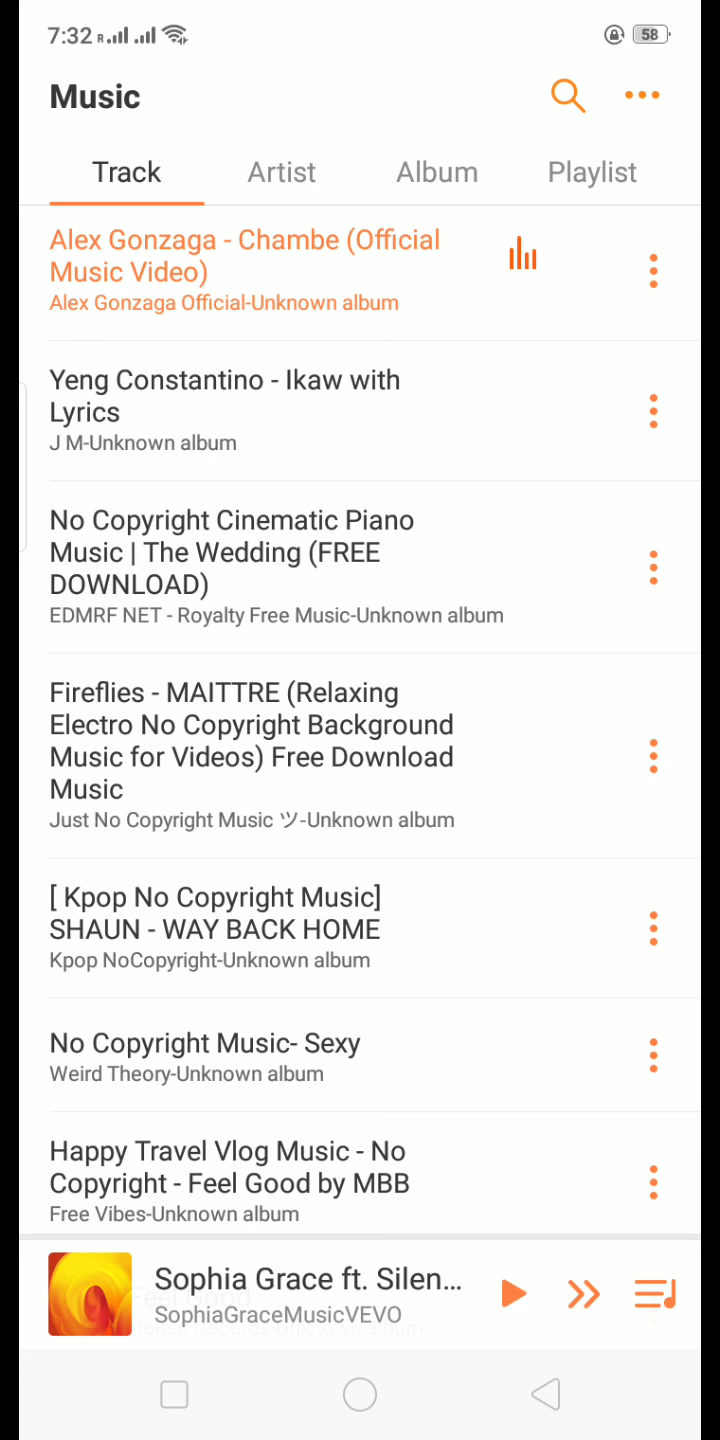 7:32 R 58
Music
Track Artist Album Playlist
Alex Gonzaga - Chambe (Official
Music Video)
Alex Gonzaga Official-Unknown album
Yeng Constantino - Ikaw with
Lyrics
J M-Unknown album
No Copyright Cinematic Piano
Music | The Wedding (FREE
DOWNLOAD)
EDMRF NET - Royalty Free Music-Unknown album
Fireflies - MAITTRE (Relaxing
Electro No Copyright Background
Music for Videos) Free Download
Music
Just No Copyright Music ツ-Unknown album
[ Kpop No Copyright Music]
SHAUN - WAY BACK HOME
Kpop NoCopyright-Unknown album
No Copyright Music- Sexy
Weird Theory-Unknown album
Happy Travel Vlog Music - No
Copyright - Feel Good by MBB
Free Vibes-Unknown album
Sophia Grace ft. Silen...
Feel Good
SophiaGraceMusicVEVO